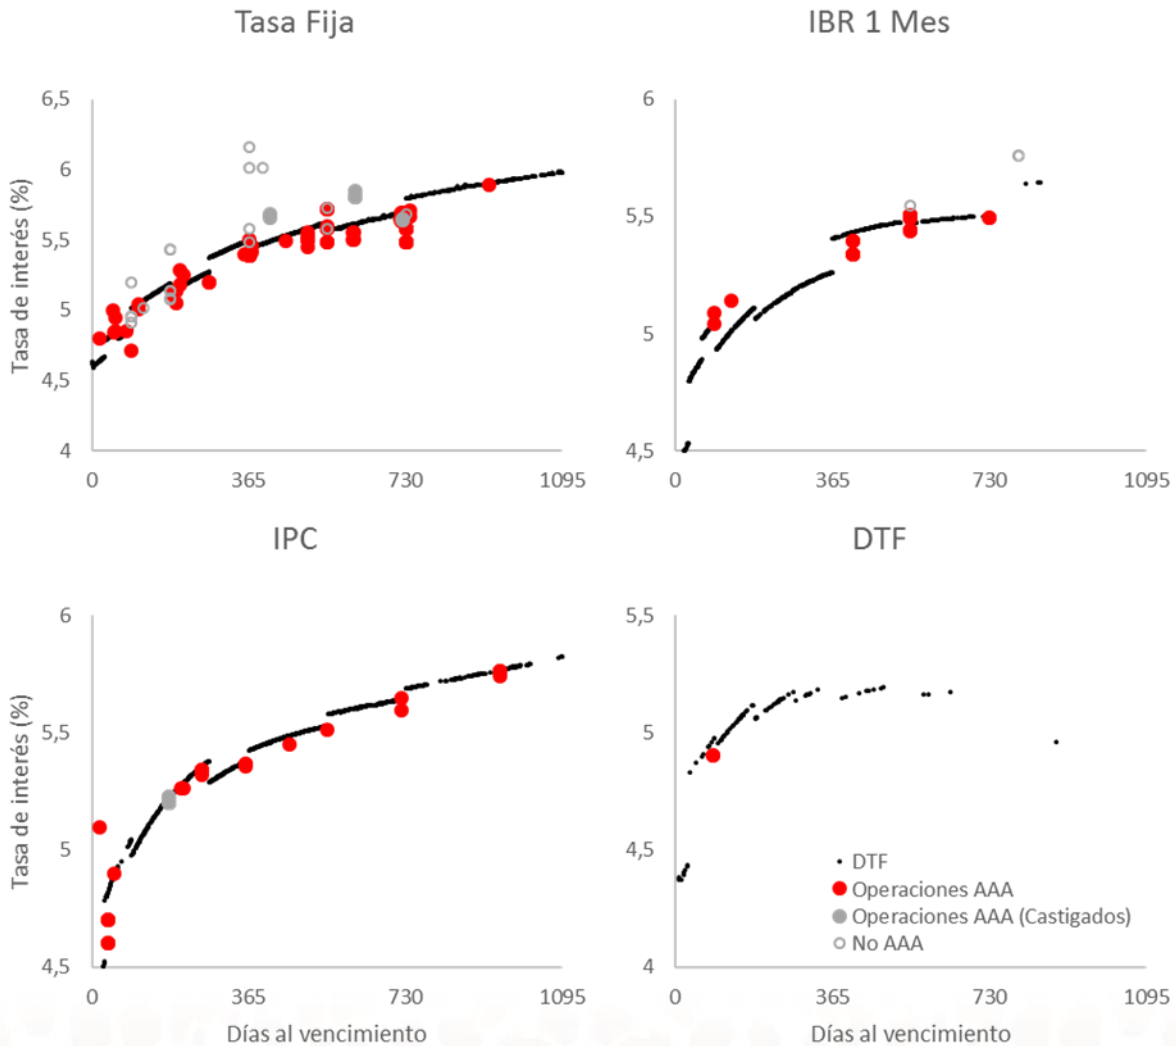 Tasa Fija
Tasa de interés (%)
6,5
6
5,5
5
4,5
4
0 365 730 1095
IBR 1 Mes
6
5,5
5
4,5
0 365 730 1095
IPC
Tasa de interés (%)
6
5,5
5
4,5
0 365 730 1095
Días al vencimiento
DTF
5,5
5
4,5
4
DTF
Operaciones AAA
Operaciones AAA (Castigados)
No AAA
0 365 730 1095
Días al vencimiento